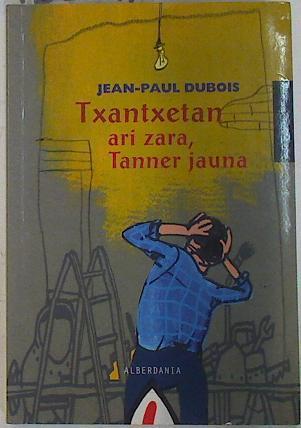 JEAN-PAUL DUBOIS
Txantxetan
ari zara,
Tanner jauna
ALBERDANIA